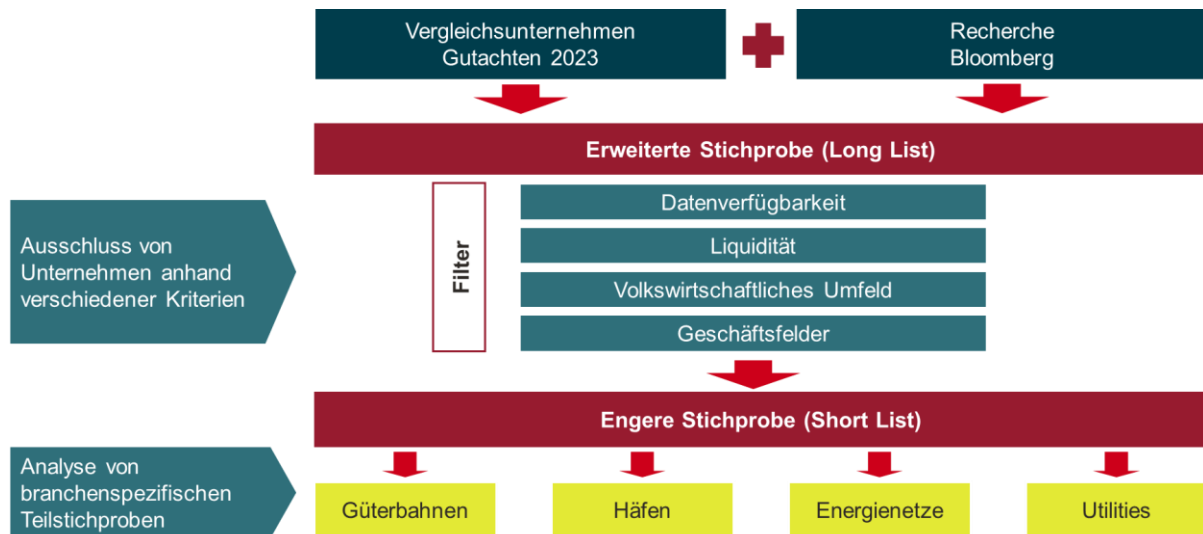 Vergleichsunternehmen
Gutachten 2023
Recherche
Bloomberg
Erweiterte Stichprobe (Long List)
Ausschluss von
Unternehmen anhand
verschiedener Kriterien
Filter
Datenverfügbarkeit
Liquidität
Volkswirtschaftliches Umfeld
Geschäftsfelder
Engere Stichprobe (Short List)
Analyse von
branchenspezifischen
Teilstichproben
Güterbahnen
Häfen
Energienetze
Utilities